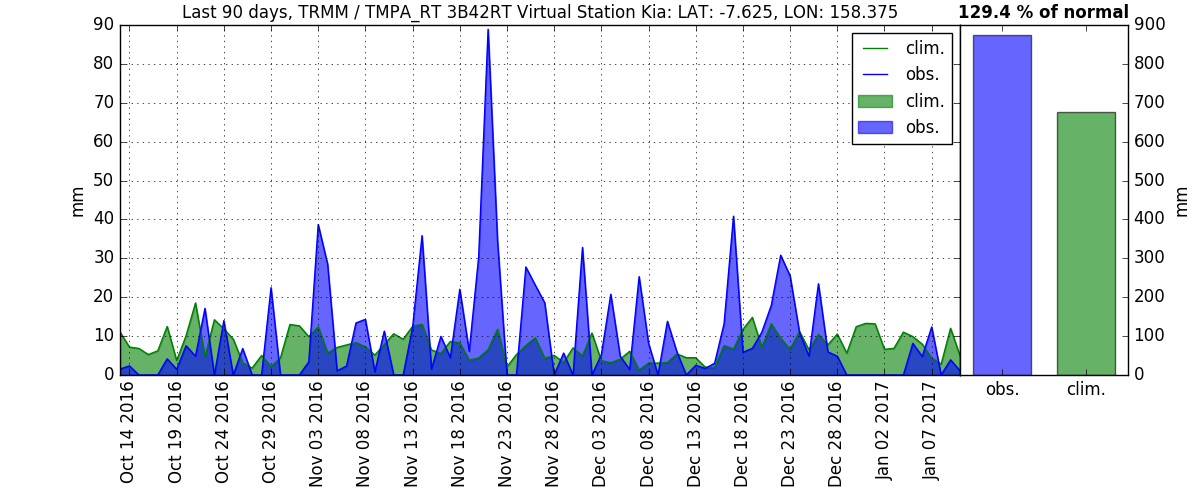 Last 90 days, TRMM / TMPA_RT 3B42RT Virtual Station Kia: LAT: -7.625, LON: 158.375
129.4 % of normal
90
80
70
60
50
40
30
20
10
0
mm
clim.
obs.
clim.
obs.
900
800
700
600
500
400
300
200
100
0
mm
Oct 14 2016
Oct 19 2016
Oct 24 2016
Oct 29 2016
Nov 03 2016
Nov 08 2016
Nov 13 2016
Nov 18 2016
Nov 23 2016
Nov 28 2016
Dec 03 2016
Dec 08 2016
Dec 13 2016
Dec 18 2016
Dec 23 2016
Dec 28 2016
Jan 02 2017
Jan 07 2017
obs.
clim.